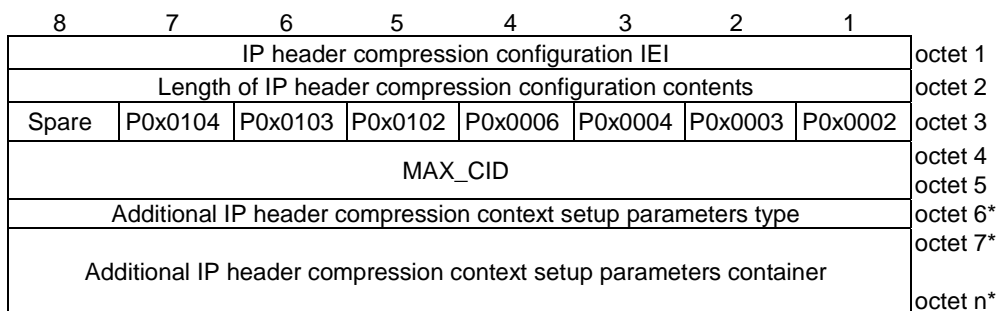 8 7 6 5 4 3 2 1
IP header compression configuration IEI octet 1
Length of IP header compression configuration contents octet 2
Spare P0x0104 P0x0103 P0x0102 P0x0006 P0x0004 P0x0003 P0x0002 octet 3
MAX_CID octet 4
octet 5
Additional IP header compression context setup parameters type octet 6*
octet 7*
Additional IP header compression context setup parameters container
octet n*